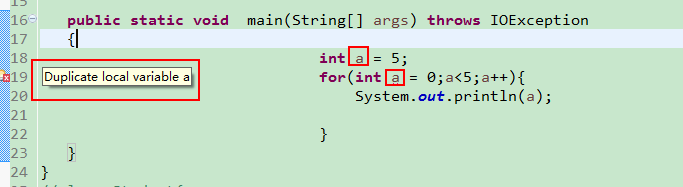 16 public static void main(String[] args) throws IOException
17 {
18 int a = 5;
19 for(int a = 0;a<5;a++){
Duplicate local variable a
20 System.out.println(a);
21
22 }
23 }
24 }